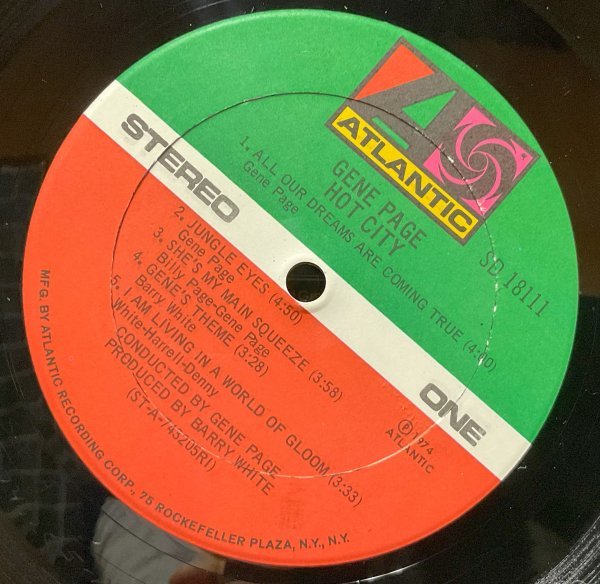 ATLANTIC
GENE PAGE
HOT CITY
SD 18111
STEREO
ONE
1. ALL OUR DREAMS ARE COMING TRUE (4:00)
Gene Page
2. JUNGLE EYES (4:50)
Gene Page
3. SHE'S MY MAIN SQUEEZE (3:58)
Billy Page-Gene Page
4. GENE'S THEME (3:28)
Barry White
5. I AM LIVING IN A WORLD OF GLOOM (3:33)
White-Harrell-Denny
CONDUCTED BY GENE PAGE
PRODUCED BY BARRY WHITE
(ST-A-743205RI)
Ⓟ 1974
ATLANTIC
MFG. BY ATLANTIC RECORDING CORP., 75 ROCKEFELLER PLAZA, N.Y., N.Y.